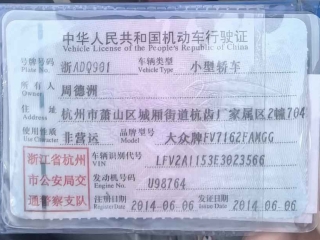 中华人民共和国机动车行驶证
Vehicle License of the People's Republic of China
号牌号码 浙ADQ901 车辆类型 小型轿车
Plate No. Vehicle Type
所有人 周德洲
Owner
住址 杭州市萧山区城厢街道杭齿厂家属区2幢704
Address
使用性质 非营运 品牌型号 大众牌FV7162FAMGG
Use Character Model
浙江省杭州
市公安局交
通警察支队
车辆识别代号 LFV2A1153E3023566
VIN
发动机号码 U98764
Engine No.
注册日期 2014-06-06 发证日期 2014-06-06
Register Date Issue Date